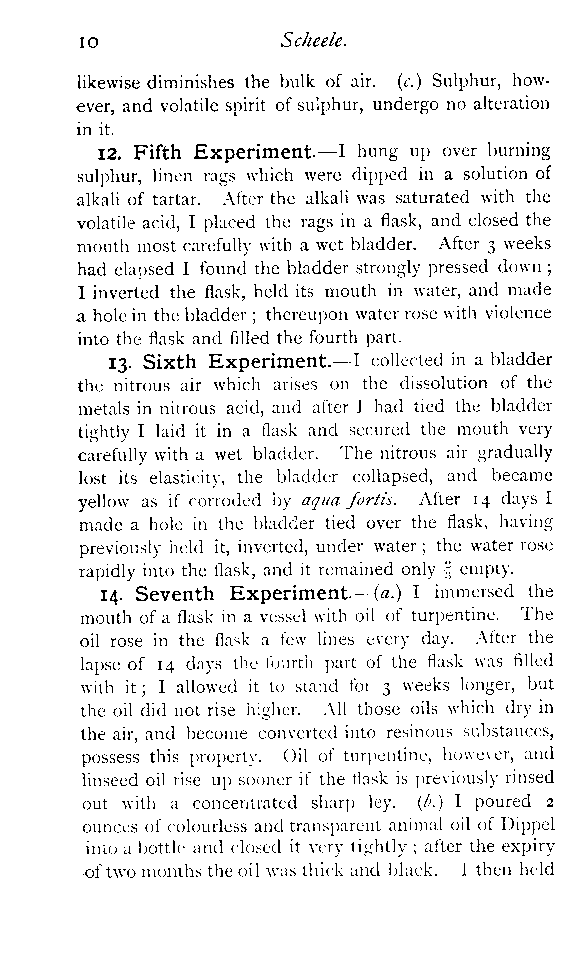 10 Scheele.
likewise diminishes the bulk of air. (c.) Sulphur, how-
ever, and volatile spirit of sulphur, undergo no alteration
in it.
12. Fifth Experiment.—I hung up over burning
sulphur, linen rags which were dipped in a solution of
alkali of tartar. After the alkali was saturated with the
volatile acid, I placed the rags in a flask, and closed the
mouth most carefully with a wet bladder. After 3 weeks
had elapsed I found the bladder strongly pressed down ;
I inverted the flask, held its mouth in water, and made
a hole in the bladder ; thereupon water rose with violence
into the flask and filled the fourth part.
13. Sixth Experiment.—I collected in a bladder
the nitrous air which arises on the dissolution of the
metals in nitrous acid, and after I had tied the bladder
tightly I laid it in a flask and secured the mouth very
carefully with a wet bladder. The nitrous air gradually
lost its elasticity, the bladder collapsed, and became
yellow as if corroded by aqua fortis. After 14 days I
made a hole in the bladder tied over the flask, having
previously held it, inverted, under water ; the water rose
rapidly into the flask, and it remained only empty.
14. Seventh Experiment.—(a.) I immersed the
mouth of a flask in a vessel with oil of turpentine. The
oil rose in the flask a few lines every day. After the
lapse of 14 days the fourth part of the flask was filled
with it ; I allowed it to stand for 3 weeks longer, but
the oil did not rise higher. All those oils which dry in
the air, and become converted into resinous substances,
possess this property. Oil of turpentine, however, and
linseed oil rise up sooner if the flask is previously rinsed
out with a concentrated sharp ley. (b.) I poured 2
ounces of colourless and transparent animal oil of Dippel
into a bottle and closed it very tightly ; after the expiry
of two months the oil was thick and black. I then held